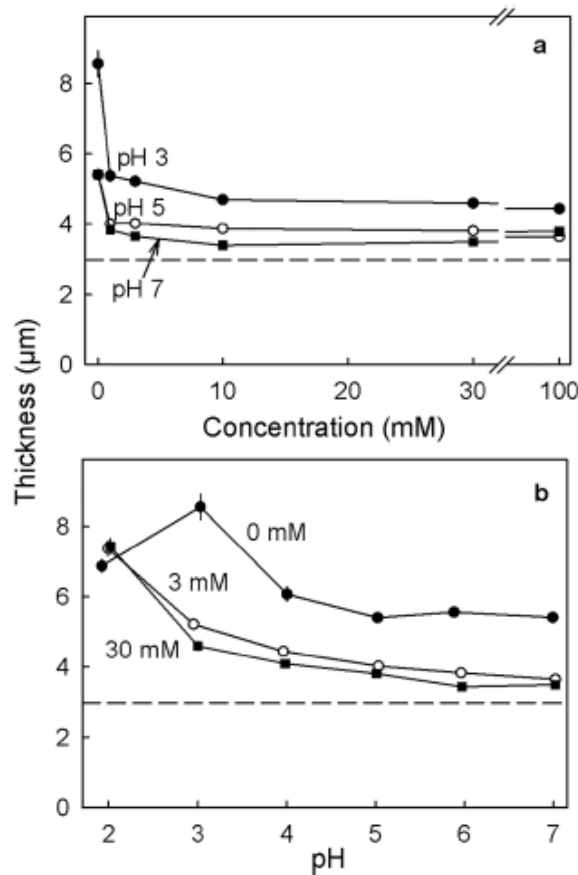 a
8
6
4
2
0
pH 3
pH 5
pH 7
0 10 20 30 100
Concentration (mM)
Thickness (µm)
b
8
6
4
2
0
0 mM
3 mM
30 mM
2 3 4 5 6 7
pH